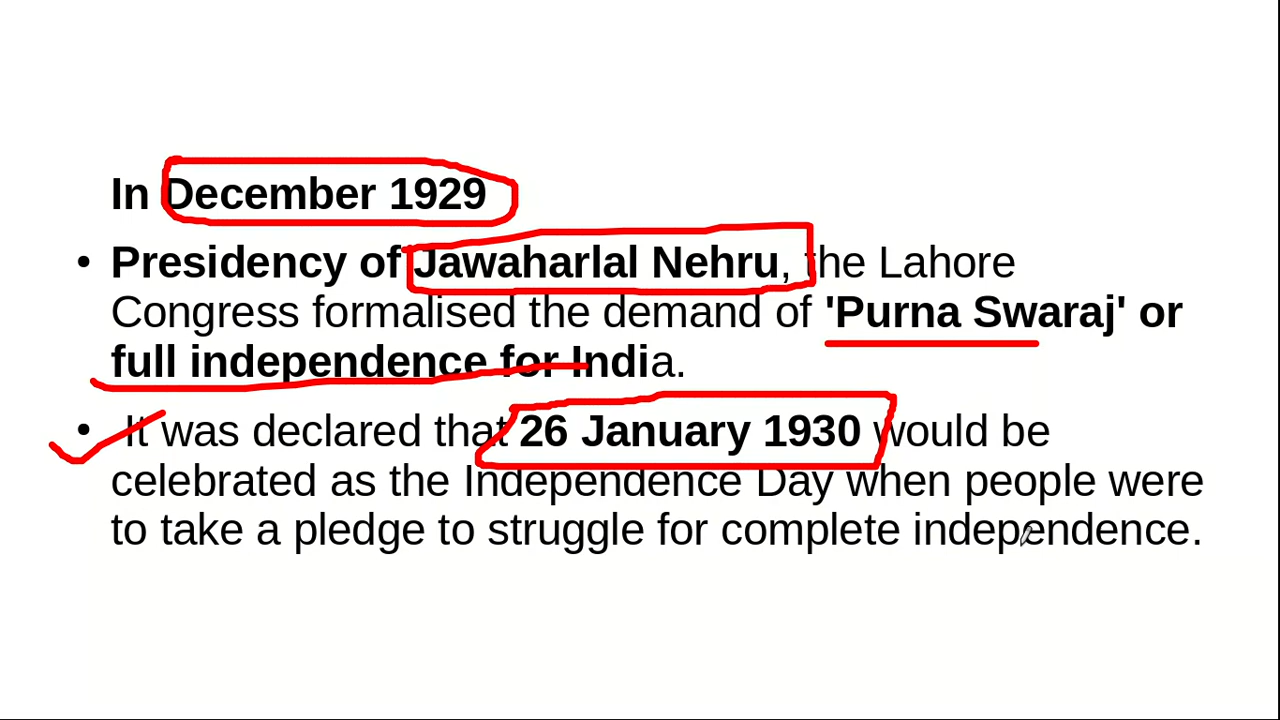 In December 1929
• Presidency of Jawaharlal Nehru, the Lahore
Congress formalised the demand of 'Purna Swaraj' or
full independence for India.
• It was declared that 26 January 1930 would be
celebrated as the Independence Day when people were
to take a pledge to struggle for complete independence.